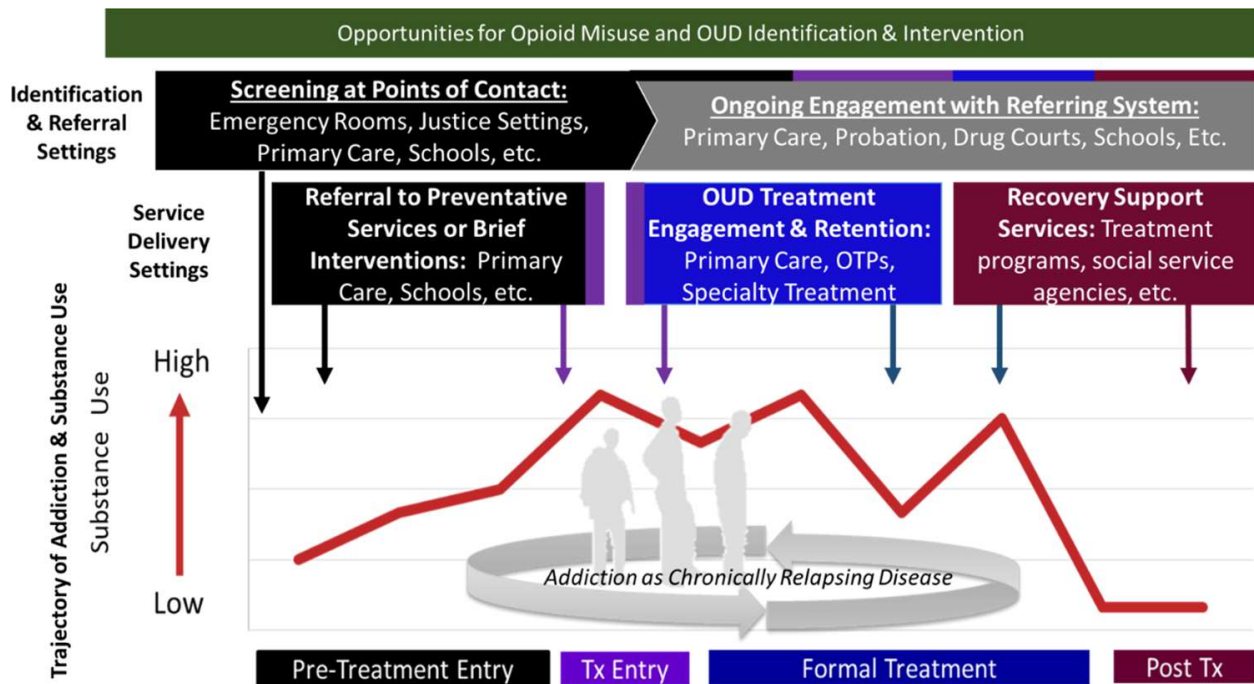 Opportunities for Opioid Misuse and OUD Identification & Intervention
Identification
& Referral
Settings
Screening at Points of Contact:
Emergency Rooms, Justice Settings,
Primary Care, Schools, etc.
Ongoing Engagement with Referring System:
Primary Care, Probation, Drug Courts, Schools, Etc.
Service
Delivery
Settings
Referral to Preventative
Services or Brief
Interventions: Primary
Care, Schools, etc.
OUD Treatment
Engagement & Retention:
Primary Care, OTPs,
Specialty Treatment
Recovery Support
Services: Treatment
programs, social service
agencies, etc.
Trajectory of Addiction & Substance Use
Substance Use
High
Low
Addiction as Chronically Relapsing Disease
Pre-Treatment Entry
Tx Entry
Formal Treatment
Post Tx